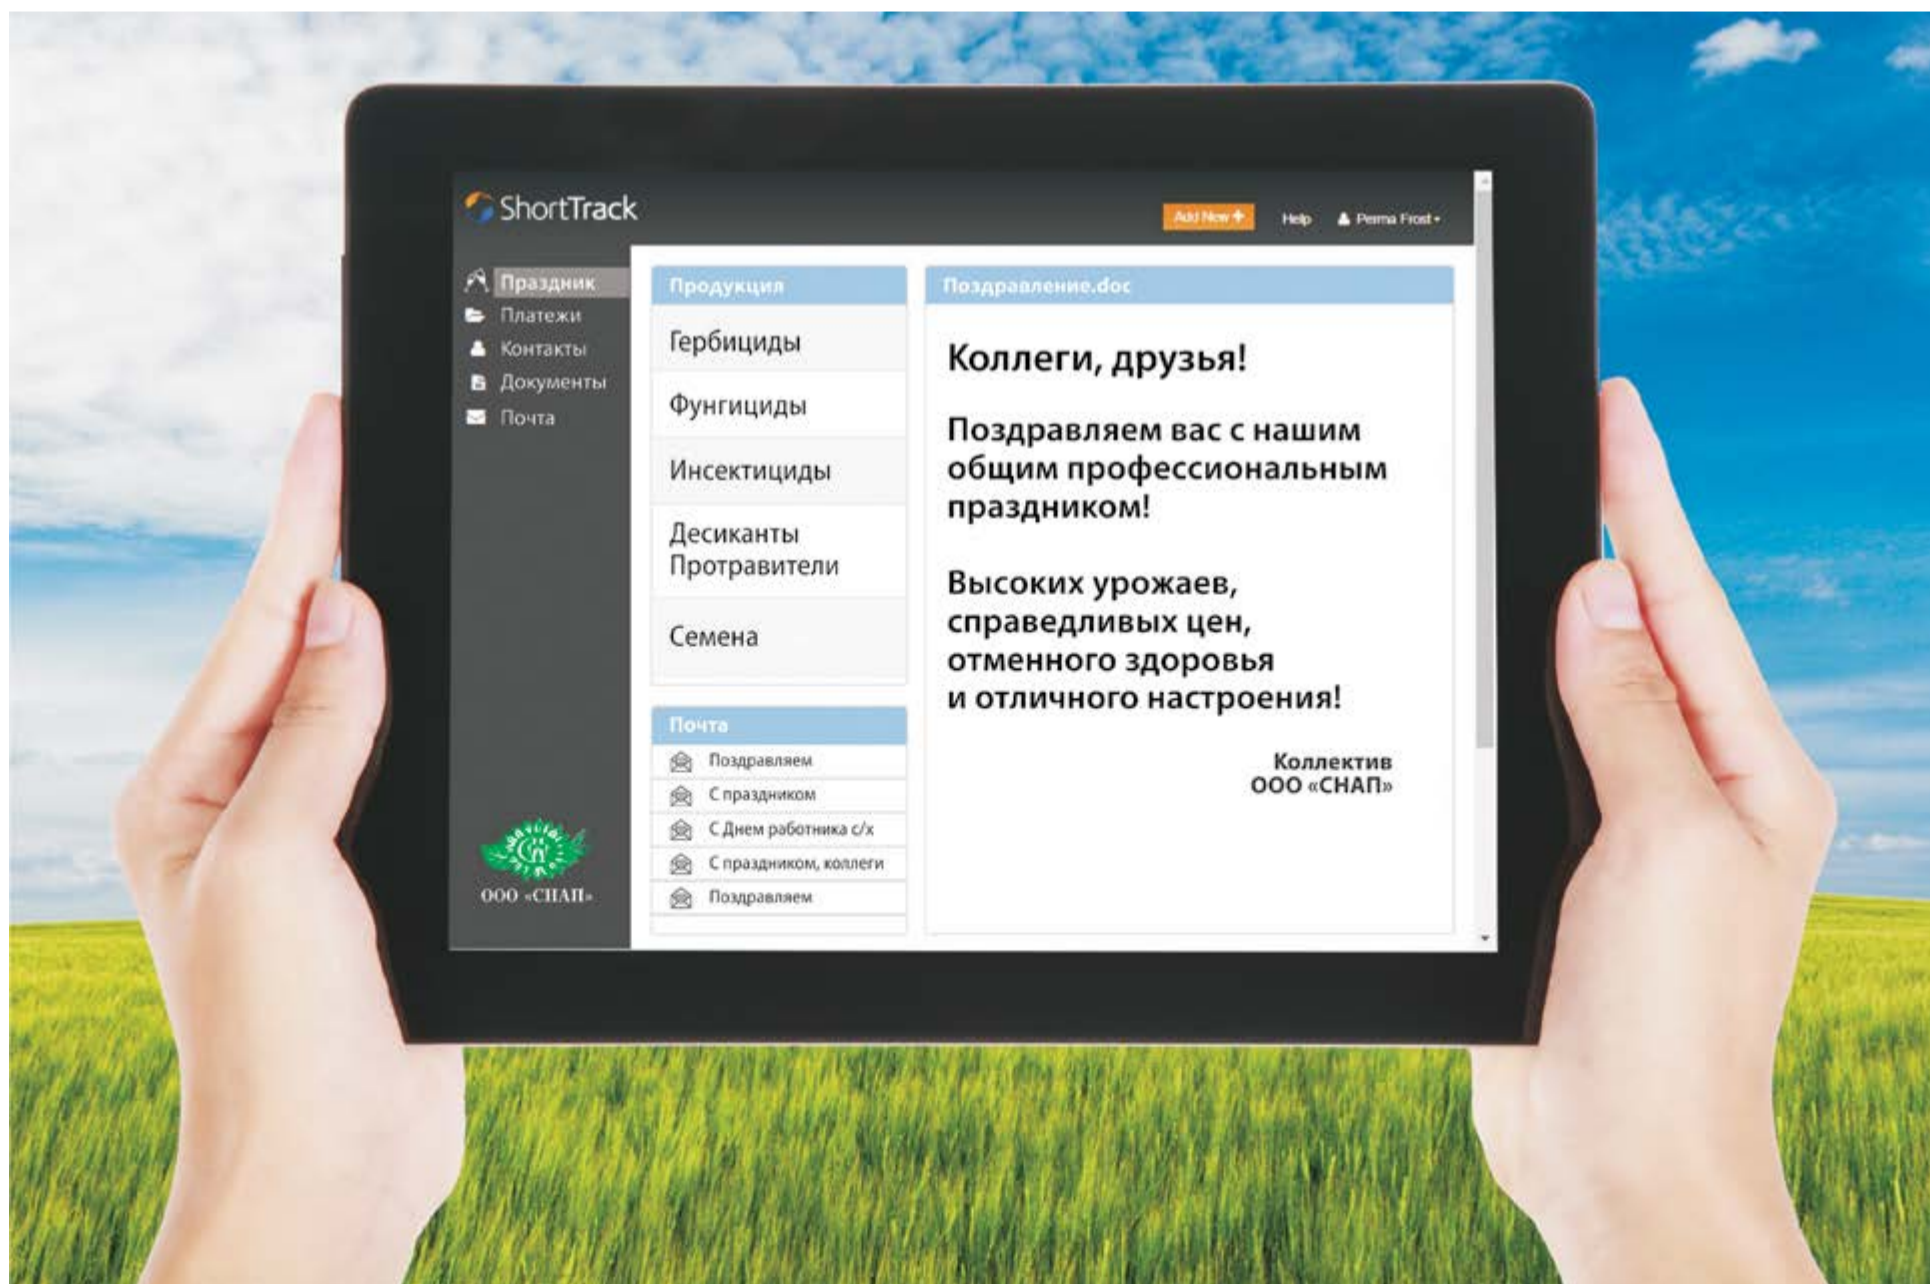 ShortTrack
Add New
Help
Perma Frost
Праздник
Платежи
Контакты
Документы
Почта
ООО «СНАП»
Продукция
Гербициды
Фунгициды
Инсектициды
Десиканты
Протравители
Семена
Почта
Поздравляем
С праздником
С Днем работника с/х
С праздником, коллеги
Поздравляем
Поздравление.doc
Коллеги, друзья!
Поздравляем вас с нашим
общим профессиональным
праздником!
Высоких урожаев,
справедливых цен,
отменного здоровья
и отличного настроения!
Коллектив
ООО «СНАП»